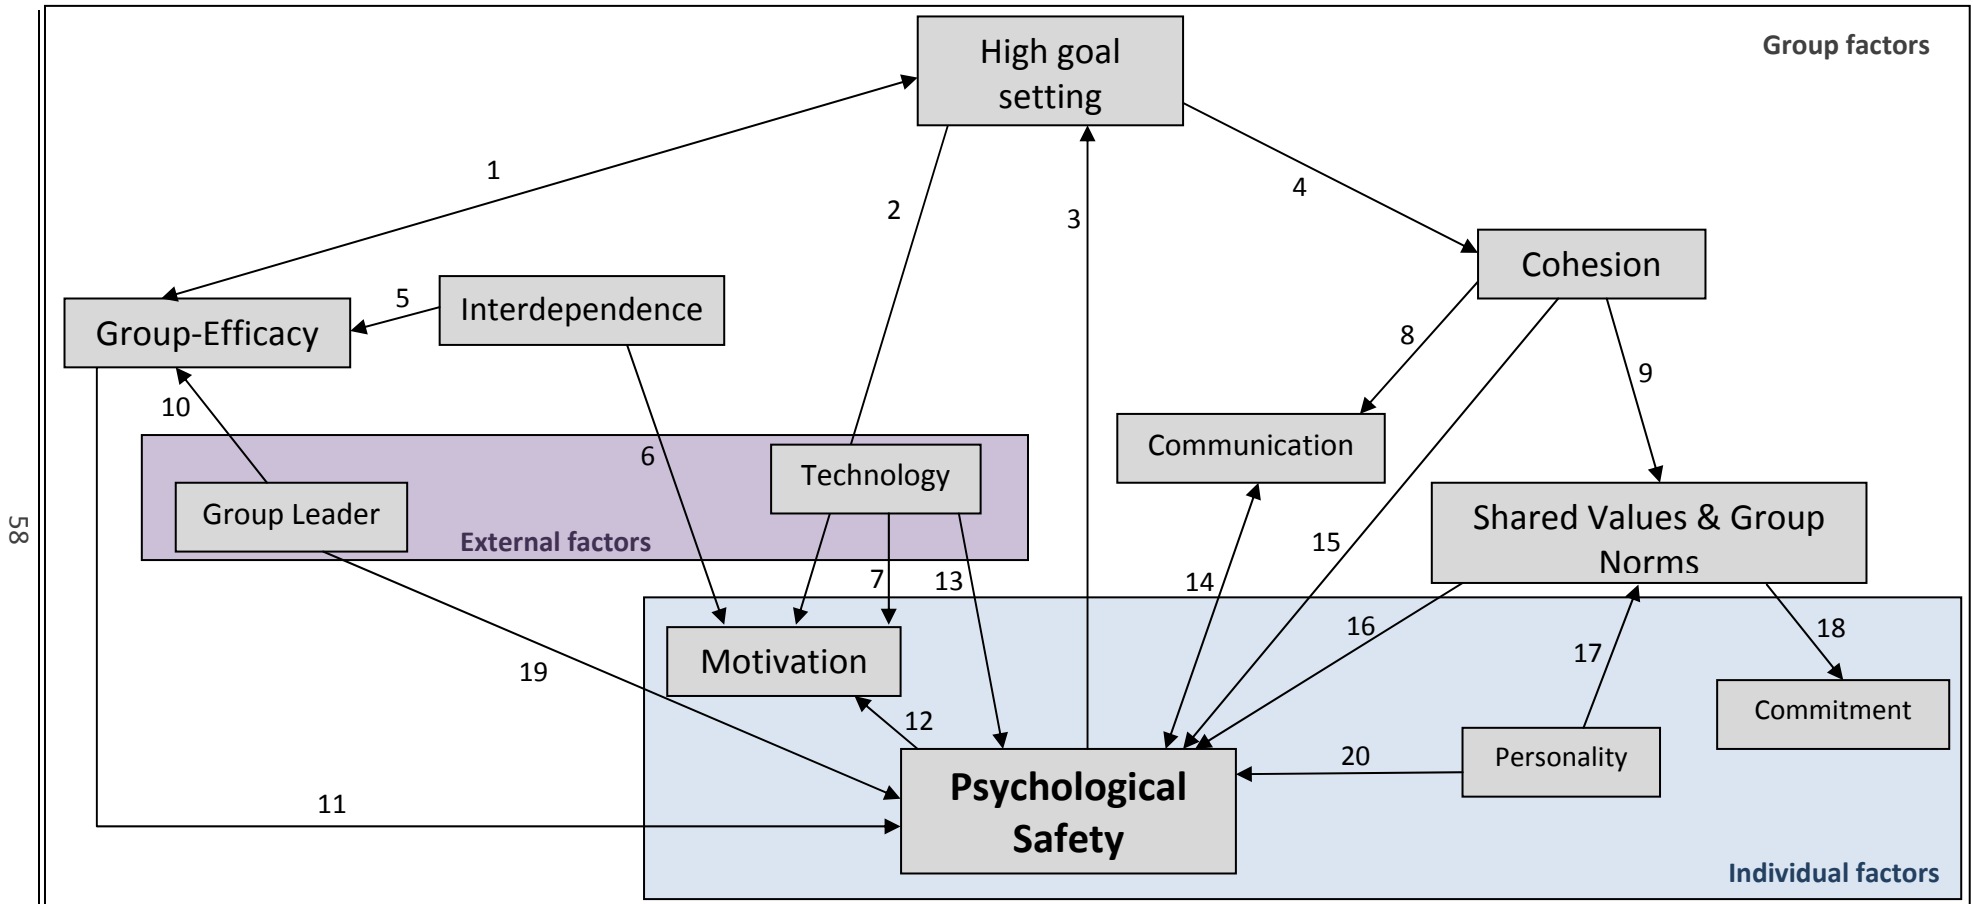 Group factors
High goal
setting
1
2
3
4
Cohesion
5
Interdependence
Group-Efficacy
8
9
10
6
Communication
Technology
Group Leader
External factors
Shared Values & Group
Norms
58
15
7
13
14
16
17
18
Motivation
19
12
Commitment
Personality
20
Psychological
Safety
11
Individual factors